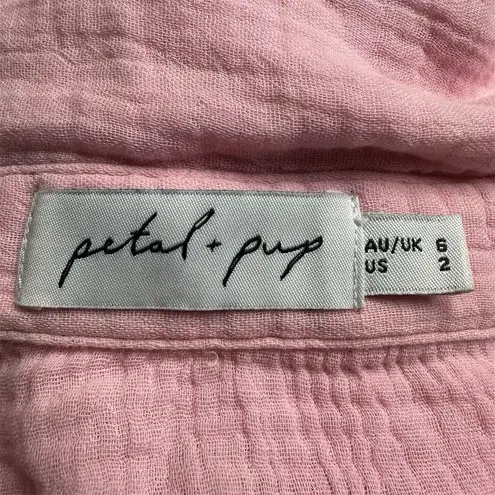 petal + pup
AU/UK 6
US 2